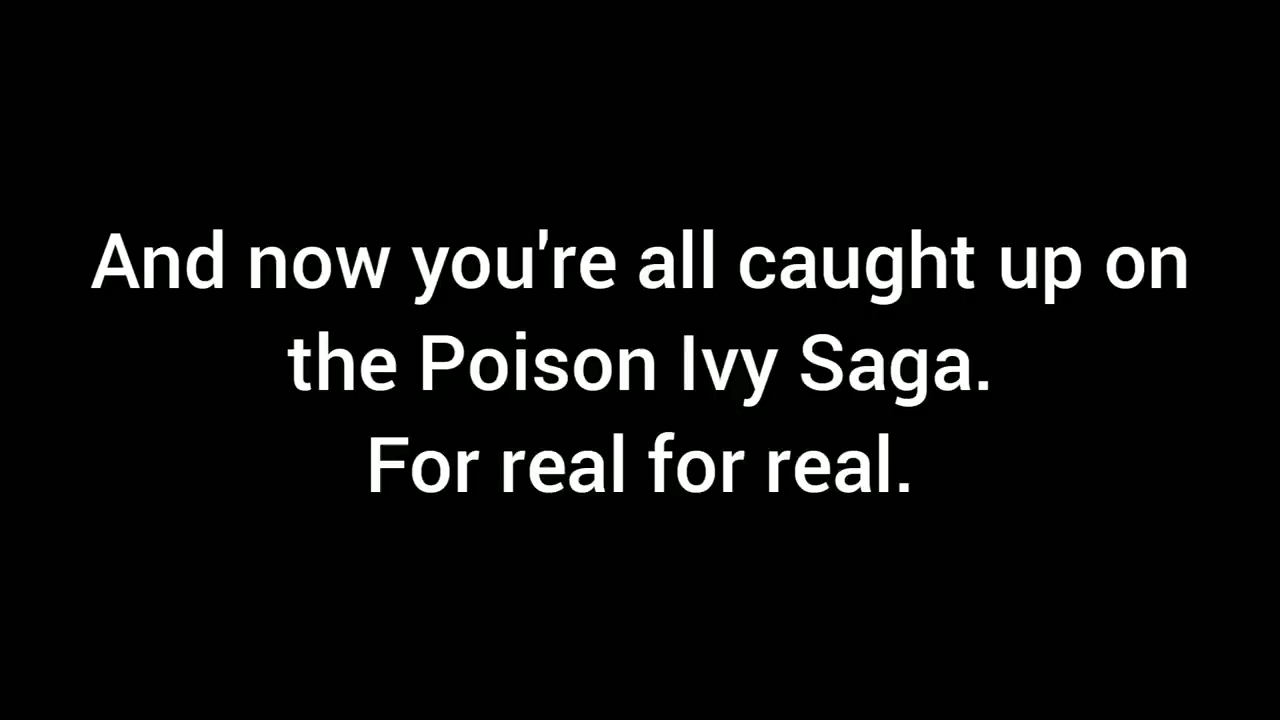 And now you're all caught up on
the Poison Ivy Saga.
For real for real.